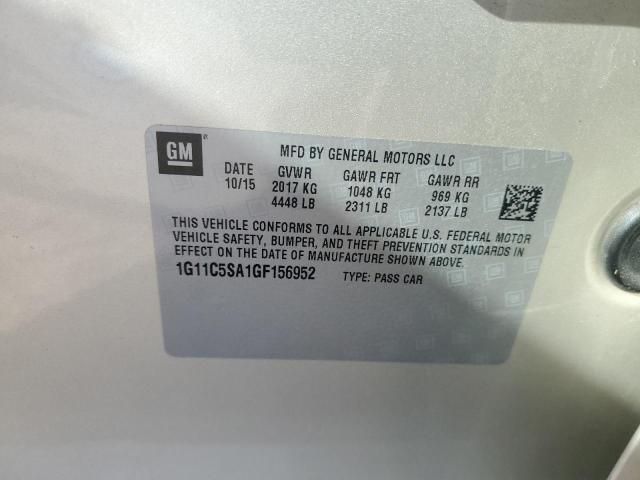 GM
MFD BY GENERAL MOTORS LLC
DATE GVWR GAWR FRT GAWR RR
10/15 2017 KG 1048 KG 969 KG
4448 LB 2311 LB 2137 LB
THIS VEHICLE CONFORMS TO ALL APPLICABLE U.S. FEDERAL MOTOR
VEHICLE SAFETY, BUMPER, AND THEFT PREVENTION STANDARDS IN
EFFECT ON THE DATE OF MANUFACTURE SHOWN ABOVE.
1G11C5SA1GF156952 TYPE: PASS CAR